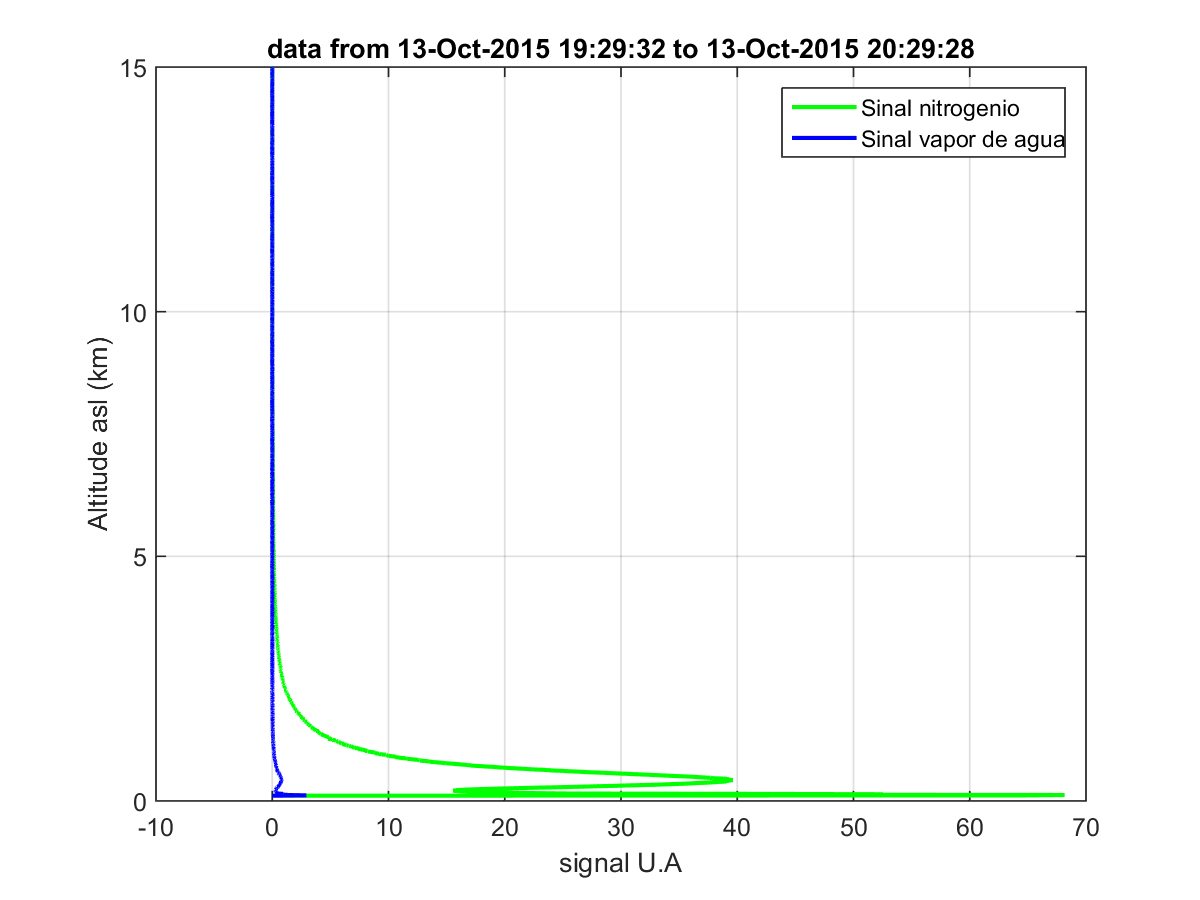 data from 13-Oct-2015 19:29:32 to 13-Oct-2015 20:29:28
Sinal nitrogenio
Sinal vapor de agua
Altitude asl (km)
15
10
5
0
-10 0 10 20 30 40 50 60 70
signal U.A